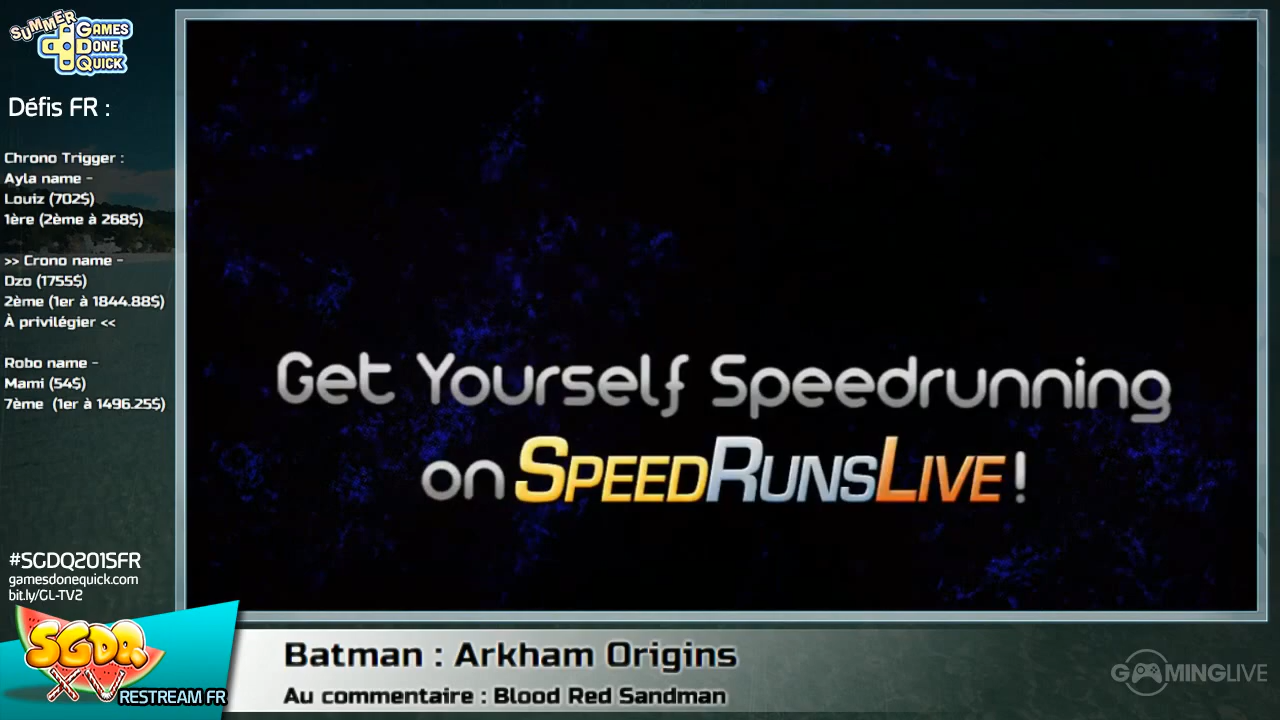 SUMMER
GAMES
DONE
QUICK
Défis FR :
Chrono Trigger :
Ayla name -
Louiz (702$)
1ère (2ème à 268$)
>> Crono name -
Dzo (1755$)
2ème (1er à 1844.88$)
À privilégier <<
Robo name -
Mami (54$)
7ème (1er à 1496.25$)
Get Yourself Speedrunning
on SPEEDRUNSLIVE!
#SGDQ2015FR
gamesdonequick.com
bit.ly/GL-TV2
SGDQ
XV
RESTREAM FR
Batman : Arkham Origins
Au commentaire : Blood Red Sandman
GAMINGLIVE